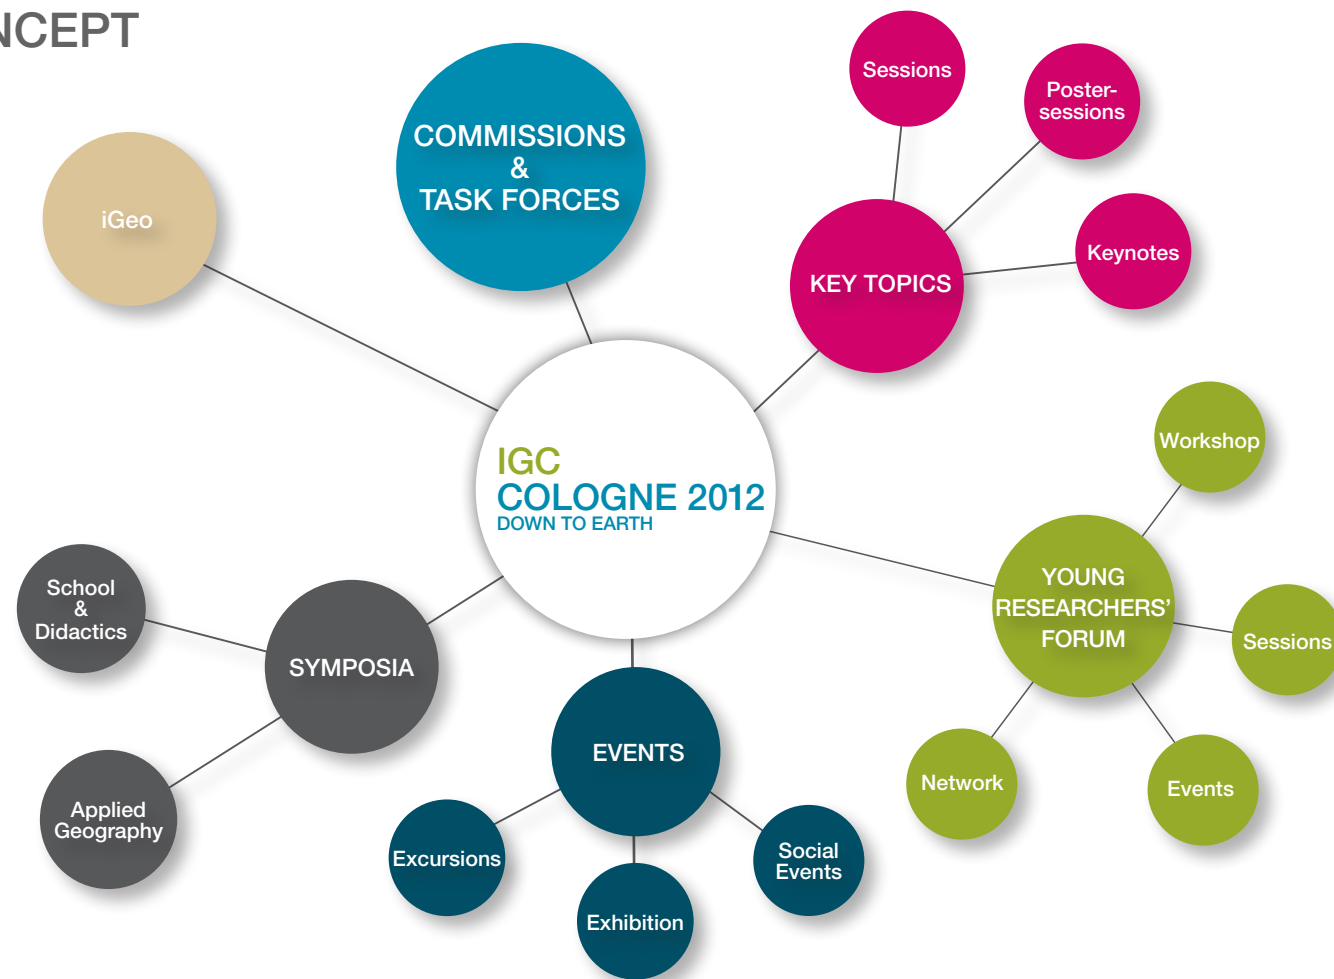 NCEPT
COMMISSIONS
&
TASK FORCES
iGeo
Sessions
Poster-
sessions
Keynotes
KEY TOPICS
IGC
COLOGNE 2012
DOWN TO EARTH
Workshop
YOUNG
RESEARCHERS'
FORUM
Sessions
Network
Events
School
&
Didactics
SYMPOSIA
Applied
Geography
EVENTS
Excursions
Exhibition
Social
Events